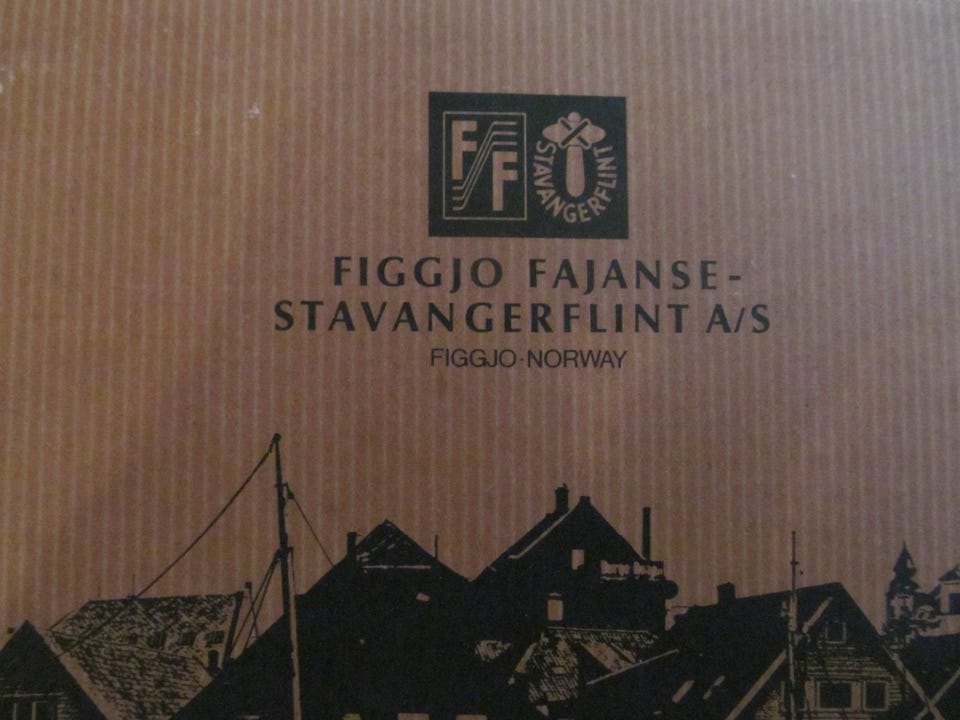 FF
STAVANGERFLINT
FIGGJO FAJANSE-
STAVANGERFLINT A/S
FIGGJO·NORWAY